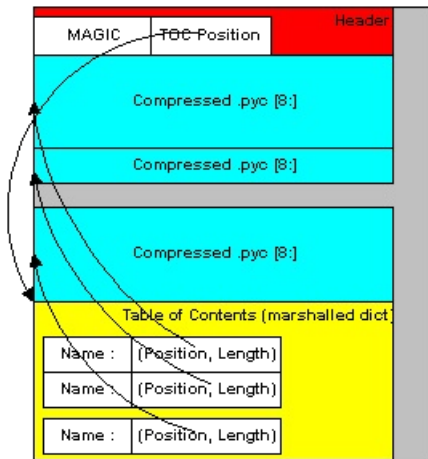 Header
MAGIC TOC Position
Compressed .pyc [8:]
Compressed .pyc [8:]
Compressed .pyc [8:]
Table of Contents (marshalled dict)
Name : (Position, Length)
Name : (Position, Length)
Name : (Position, Length)